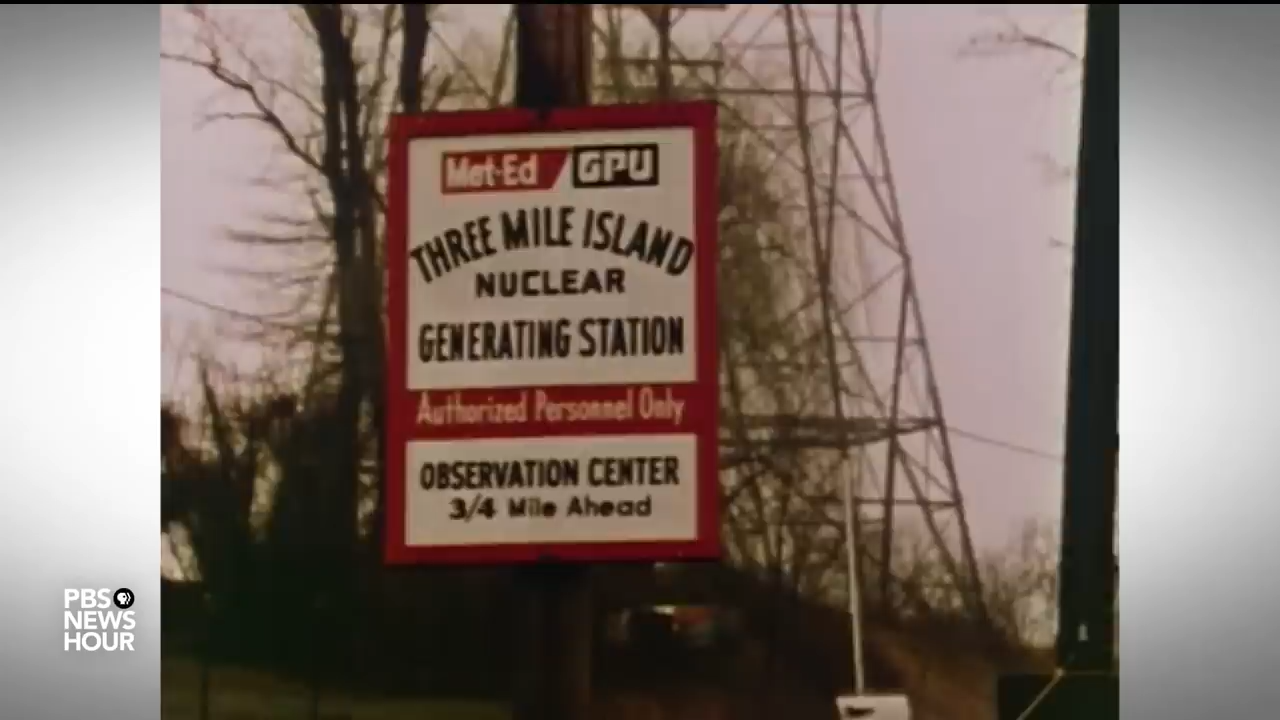 Met-Ed GPU
THREE MILE ISLAND
NUCLEAR
GENERATING STATION
Authorized Personnel Only
OBSERVATION CENTER
3/4 Mile Ahead
PBS
NEWS
HOUR